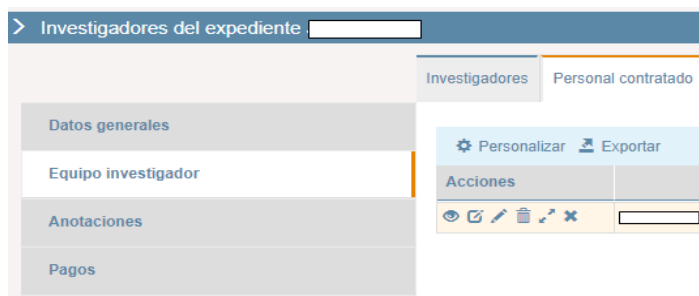 Investigadores del expediente
Investigadores Personal contratado
Datos generales
Personalizar Exportar
Equipo investigador
Acciones
Anotaciones
Pagos